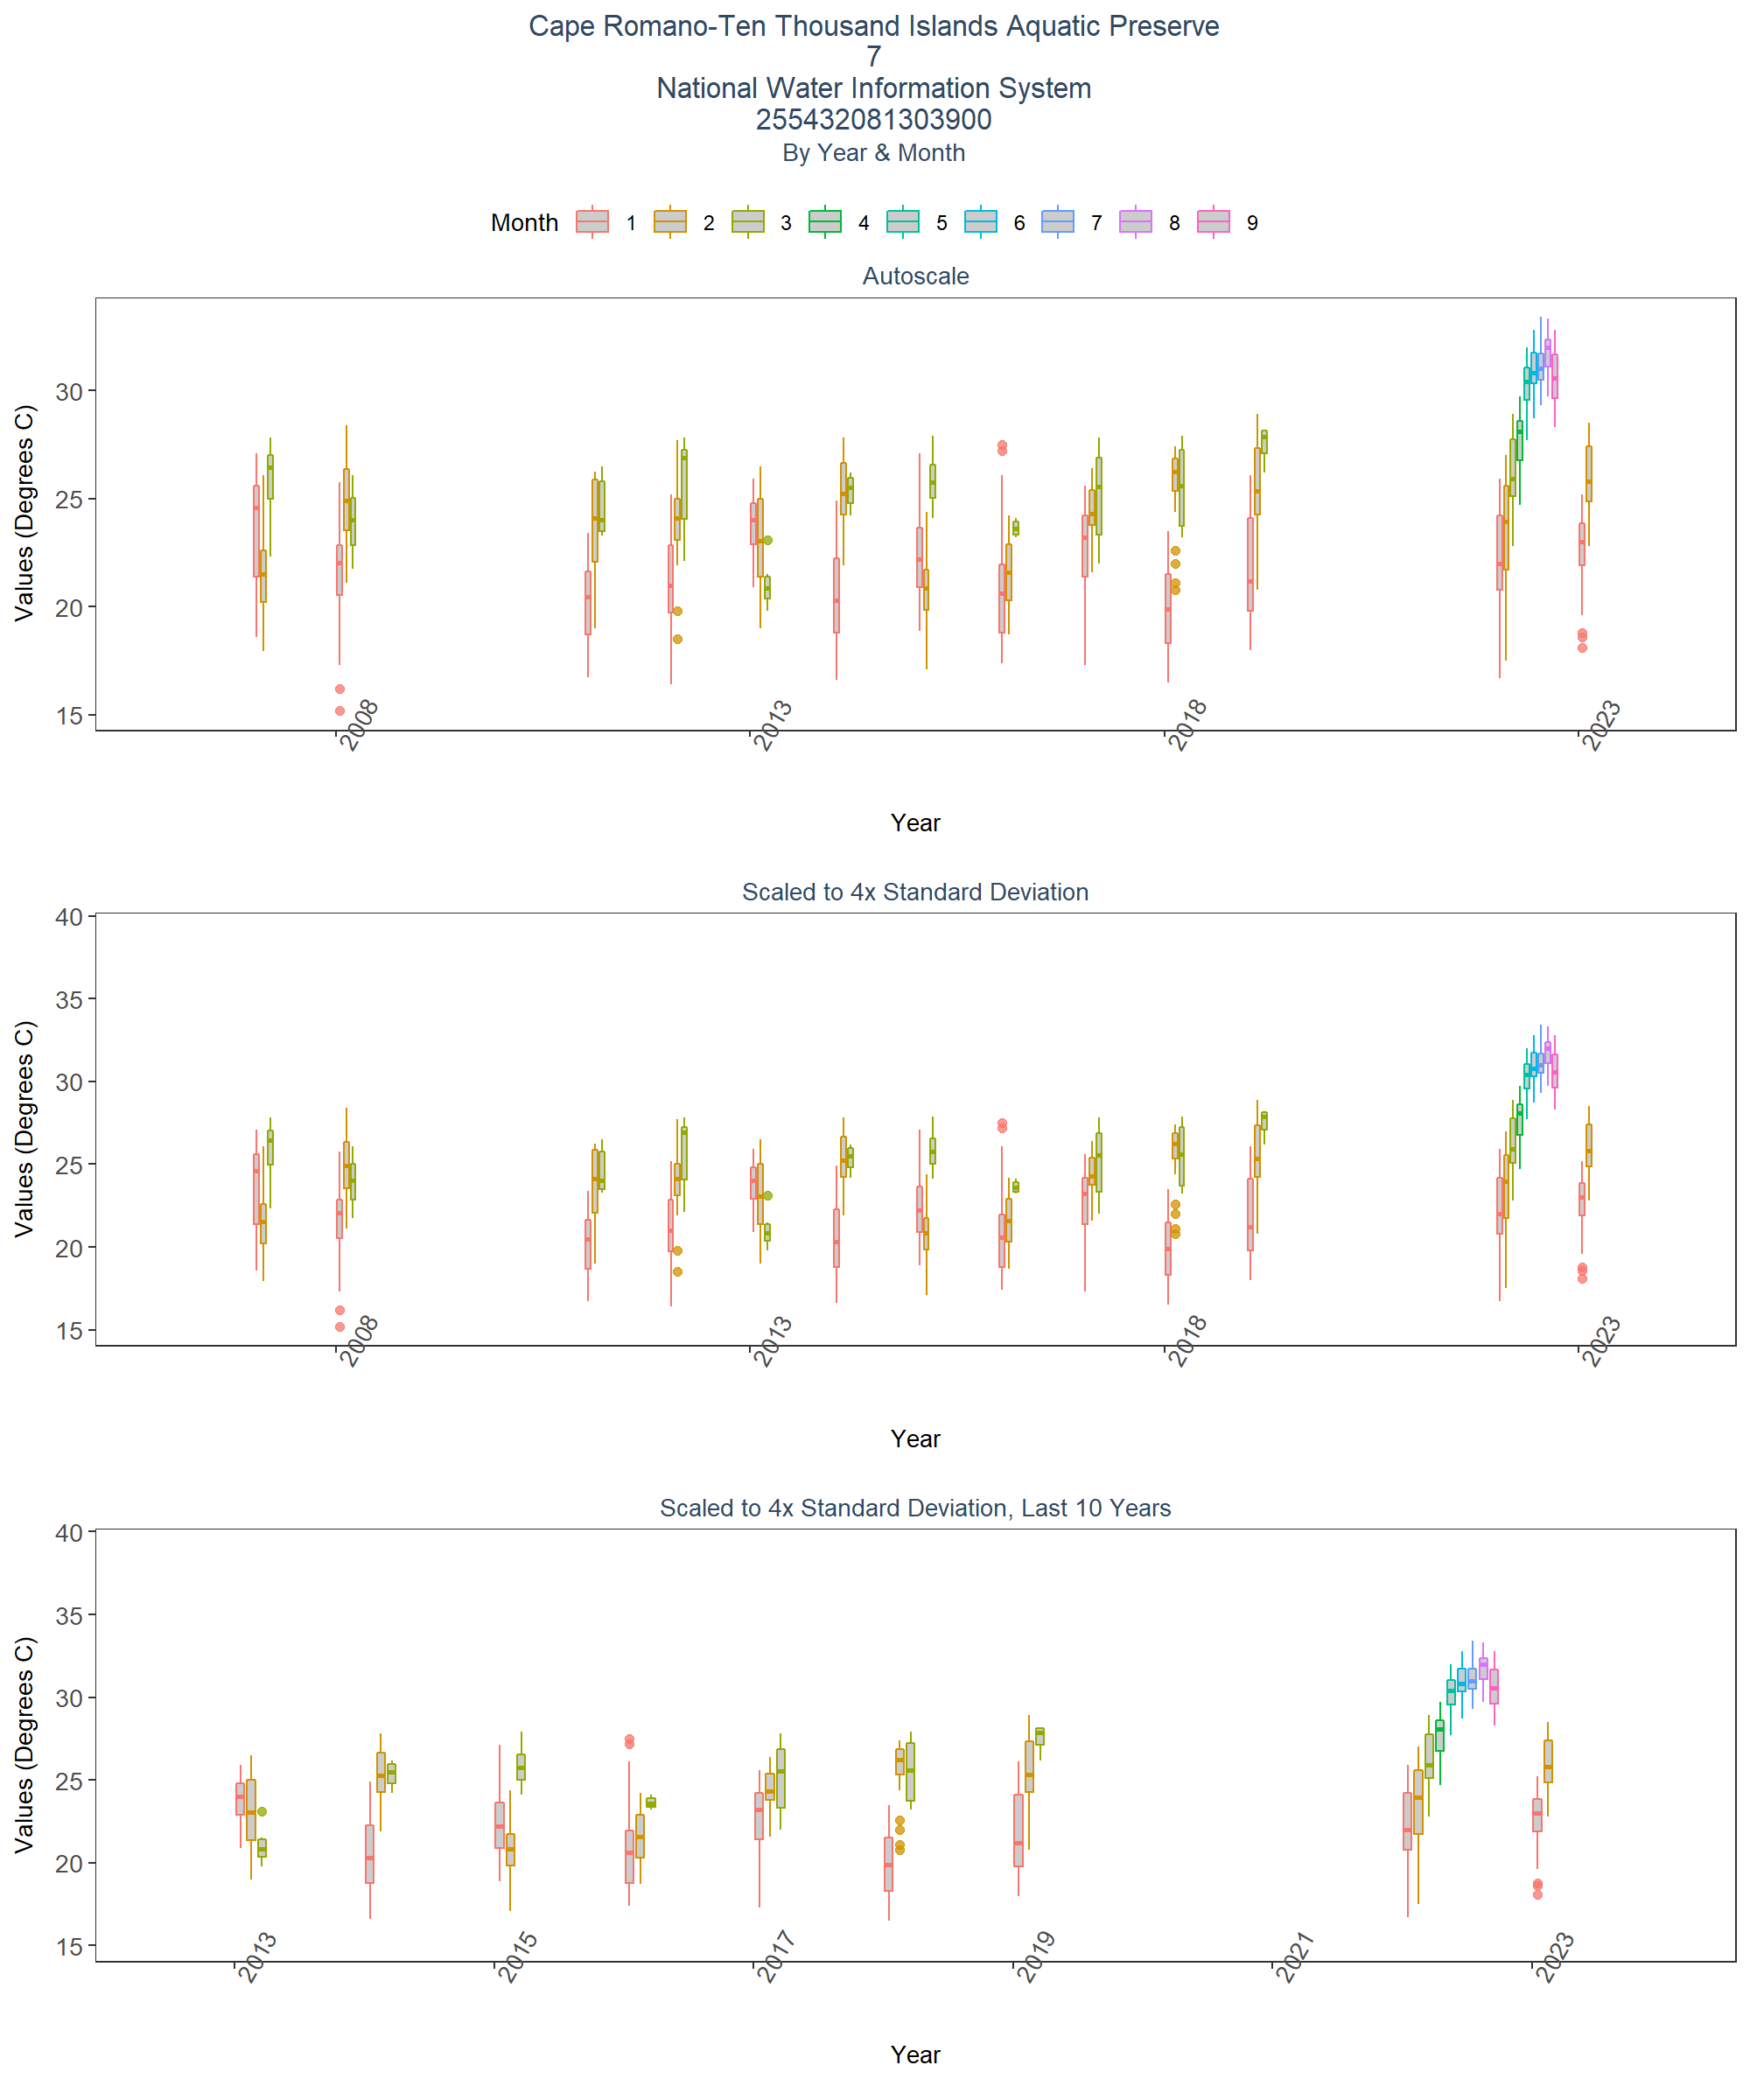 Cape Romano-Ten Thousand Islands Aquatic Preserve
7
National Water Information System
255432081303900
By Year & Month
Month 1 2 3 4 5 6 7 8 9
Autoscale
Values (Degrees C)
30
25
20
15
2008 2013 2018 2023
Year
Scaled to 4x Standard Deviation
Values (Degrees C)
40
35
30
25
20
15
2008 2013 2018 2023
Year
Scaled to 4x Standard Deviation, Last 10 Years
Values (Degrees C)
40
35
30
25
20
15
2013 2015 2017 2019 2021 2023
Year